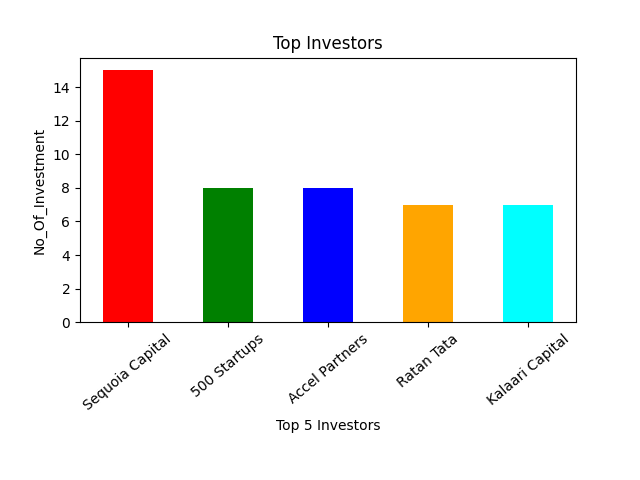 Top Investors
No_Of_Investment
14
12
10
8
6
4
2
0
Sequoia Capital
500 Startups
Accel Partners
Ratan Tata
Kalaari Capital
Top 5 Investors